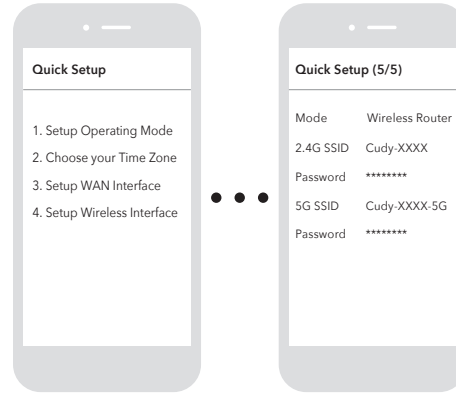 Quick Setup
1. Setup Operating Mode
2. Choose your Time Zone
3. Setup WAN Interface
4. Setup Wireless Interface
Quick Setup (5/5)
Mode Wireless Router
2.4G SSID Cudy-XXXX
Password ********
5G SSID Cudy-XXXX-5G
Password ********